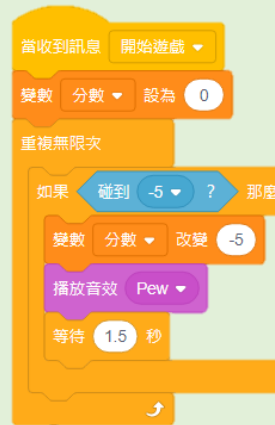 當收到訊息 開始遊戲
變數 分數 設為 0
重複無限次
如果 碰到 -5 ? 那麼
變數 分數 改變 -5
播放音效 Pew
等待 1.5 秒